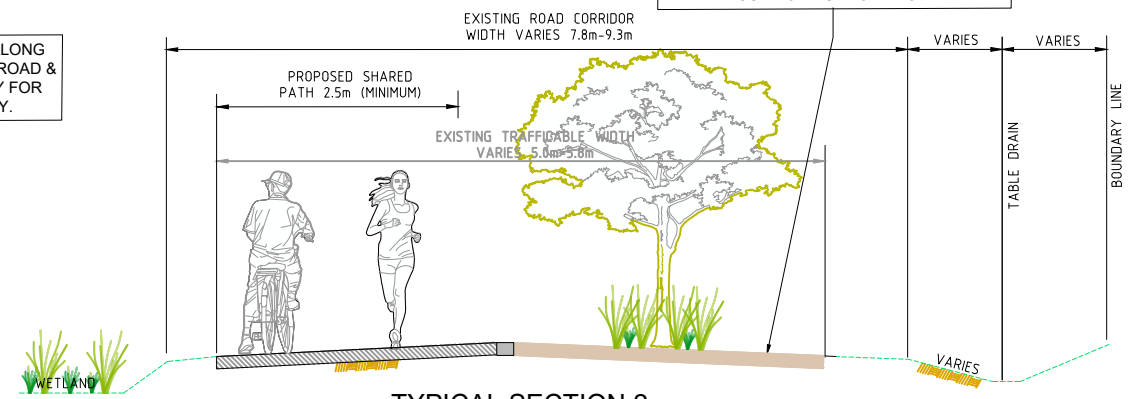 LONG
ROAD &
Y FOR
Y.
EXISTING ROAD CORRIDOR
WIDTH VARIES 7.8m-9.3m
VARIES
VARIES
PROPOSED SHARED
PATH 2.5m (MINIMUM)
EXISTING TRAFFICABLE WIDTH
VARIES 5.0m-5.8m
TABLE DRAIN
BOUNDARY LINE
WETLAND
VARIES